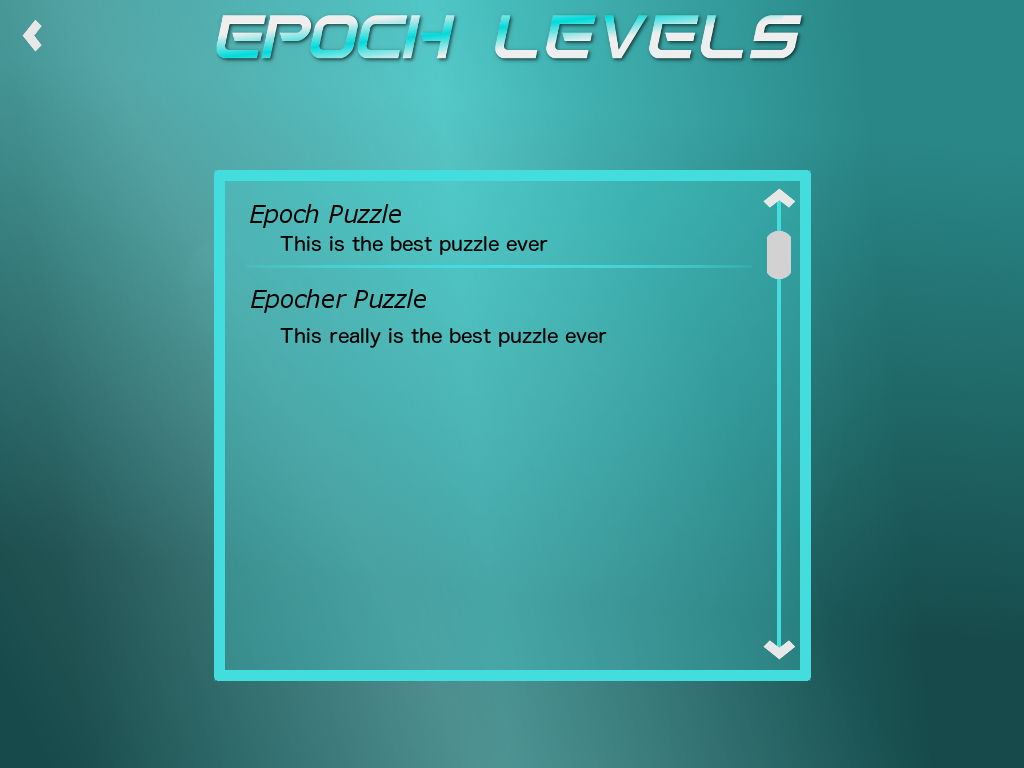 EPOCH LEVELS
Epoch Puzzle
This is the best puzzle ever
Epocher Puzzle
This really is the best puzzle ever